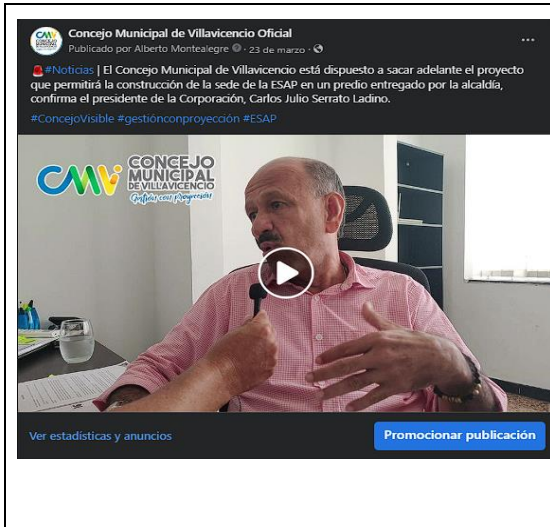 Concejo Municipal de Villavicencio Oficial
Publicado por Alberto Montealegre · 23 de marzo ·
#Noticias | El Concejo Municipal de Villavicencio está dispuesto a sacar adelante el proyecto
que permitirá la construcción de la sede de la ESAP en un predio entregado por la alcaldía,
confirma el presidente de la Corporación, Carlos Julio Serrato Ladino.
#ConcejoVisible #gestiónconproyección #ESAP
CMV CONCEJO
MUNICIPAL
DE VILLAVICENCIO
Gestión con Proyección
Ver estadísticas y anuncios
Promocionar publicación